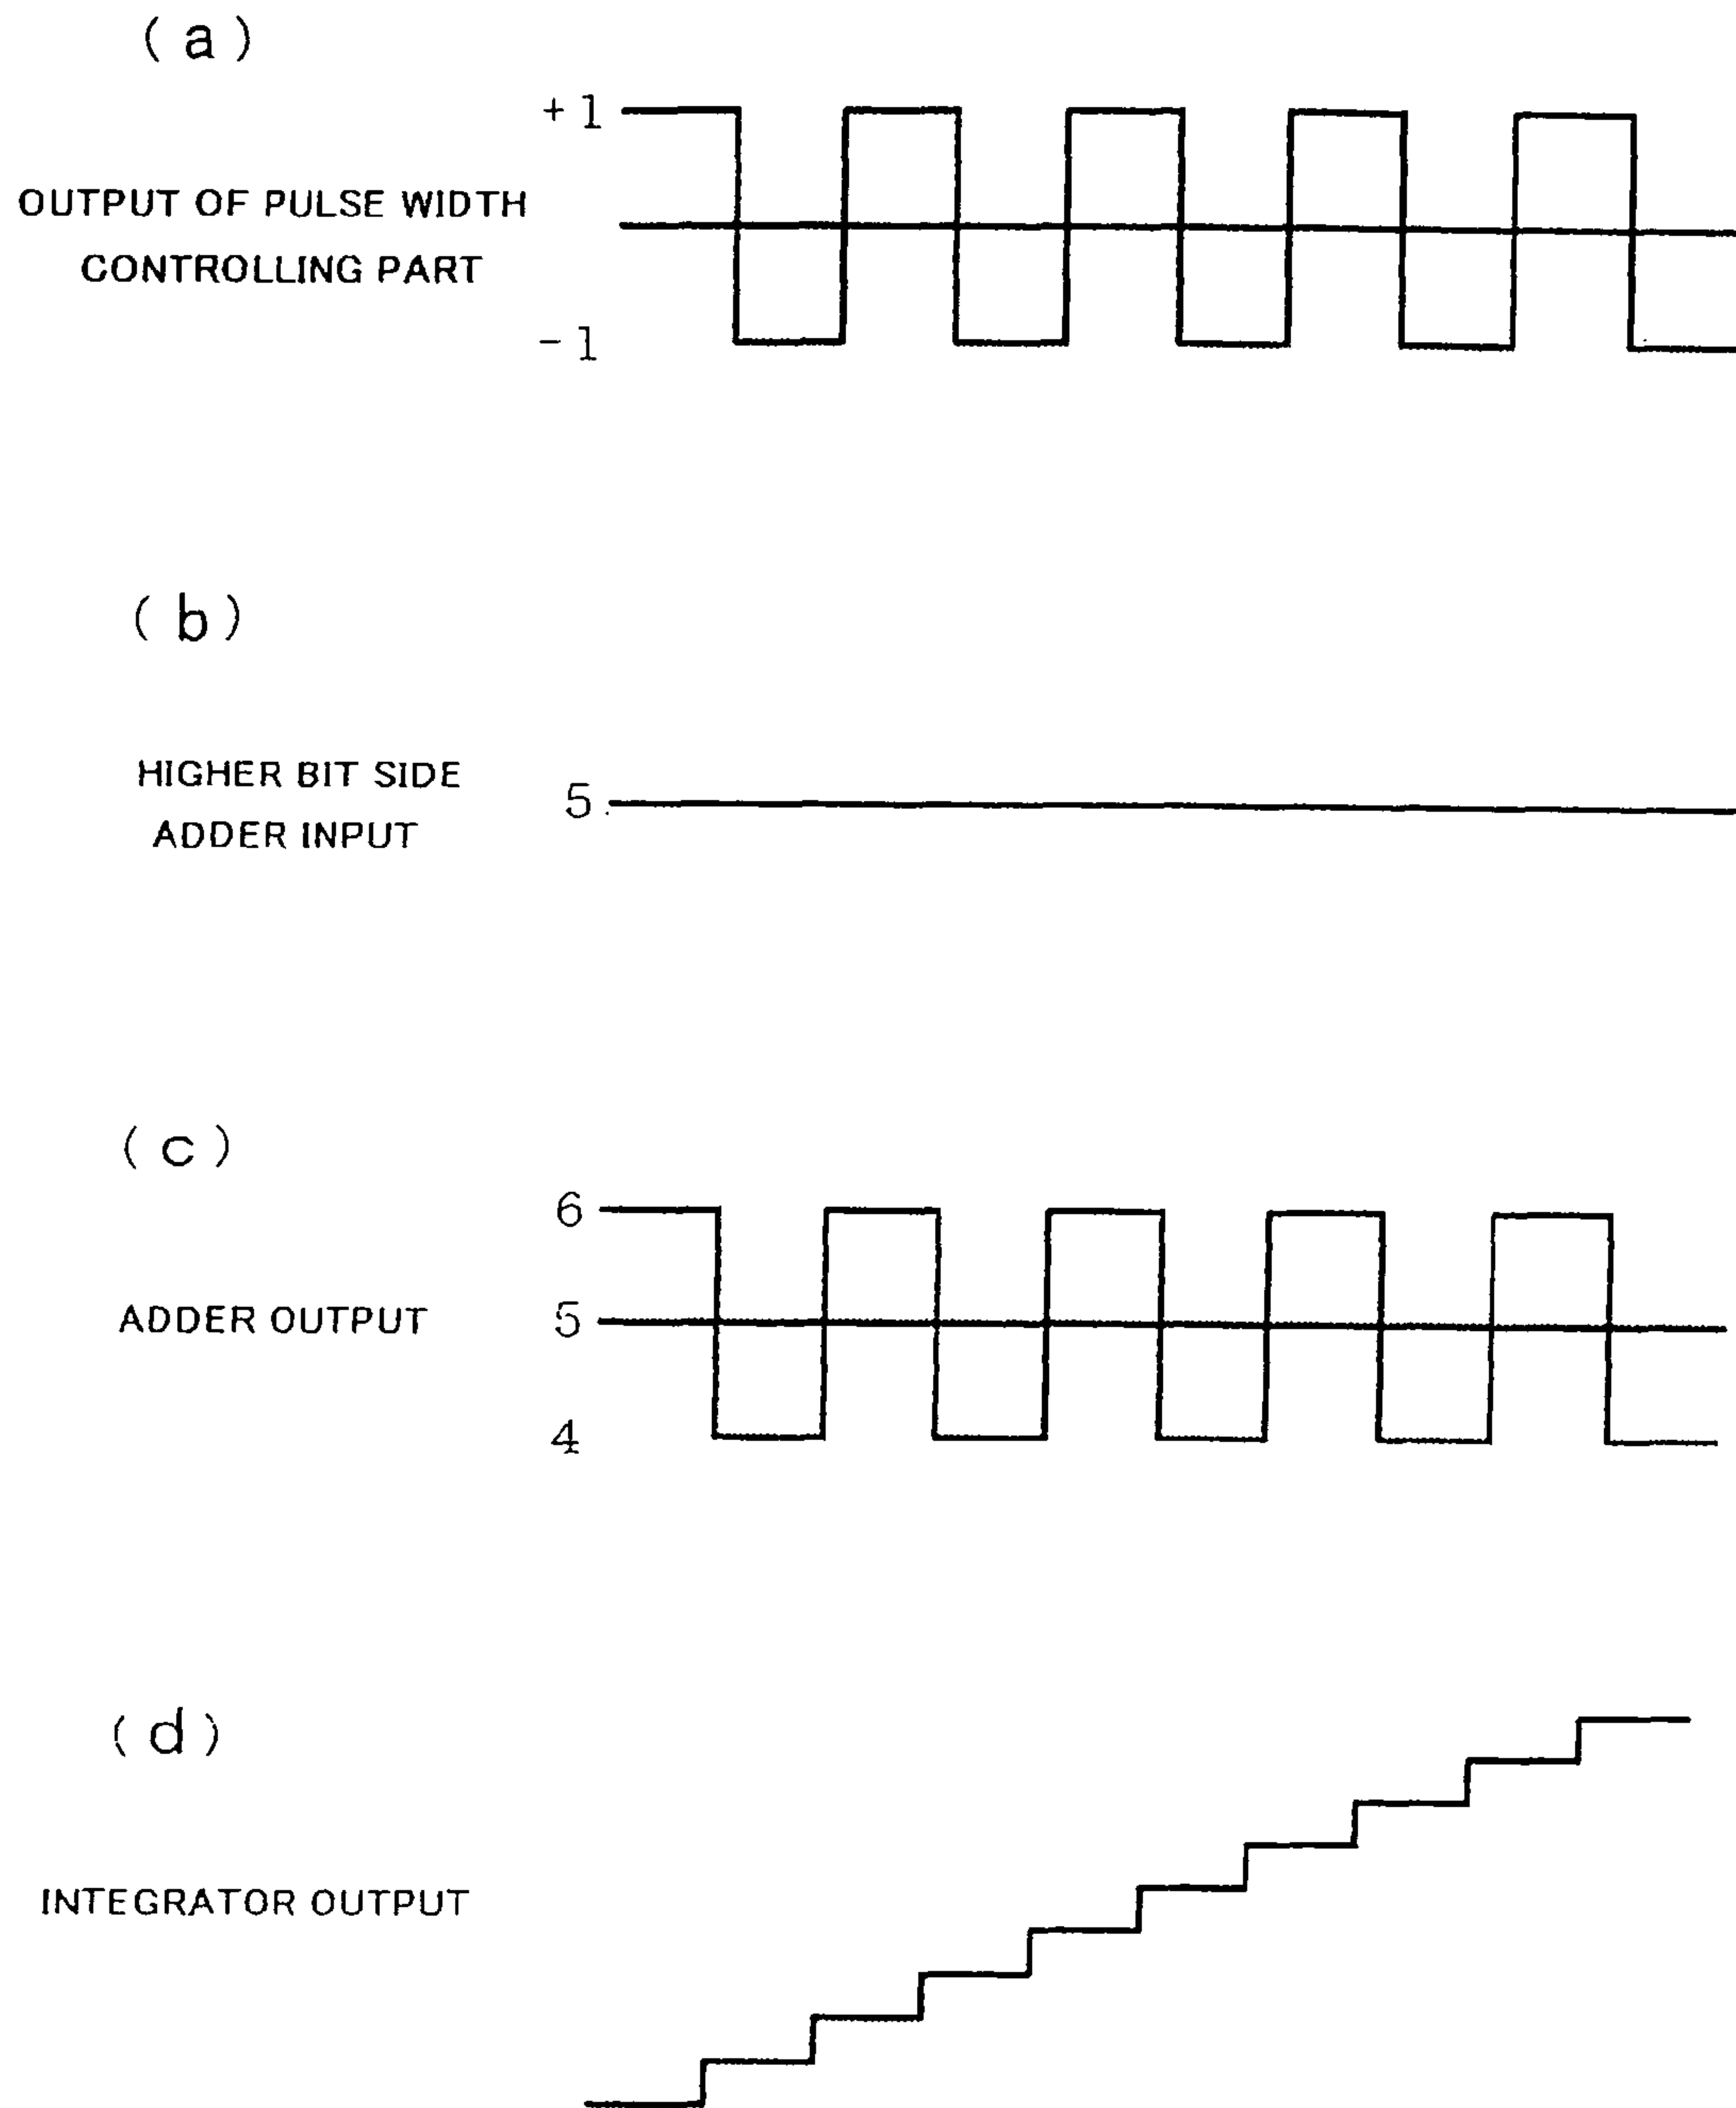 (a)
+1
OUTPUT OF PULSE WIDTH
CONTROLLING PART
-1
(b)
HIGHER BIT SIDE
5
ADDER INPUT
(c)
6
ADDER OUTPUT
5
4
(d)
INTEGRATOR OUTPUT